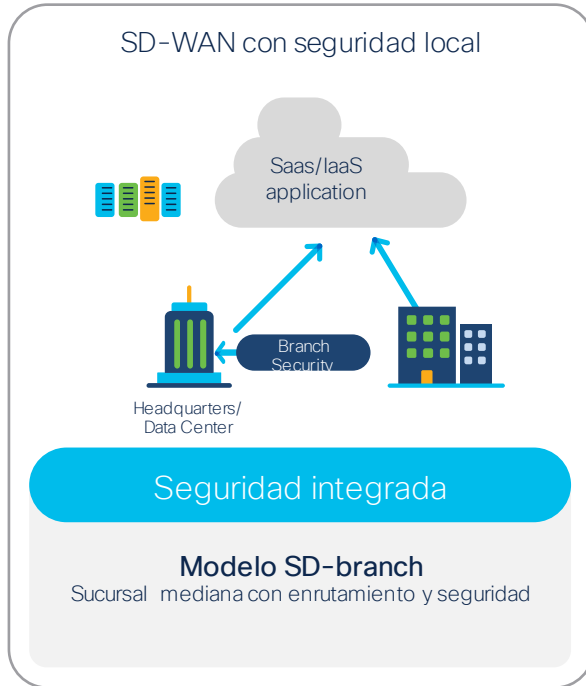 SD-WAN con seguridad local
Saas/IaaS
application
Branch
Security
Headquarters/
Data Center
Seguridad integrada
Modelo SD-branch
Sucursal mediana con enrutamiento y seguridad